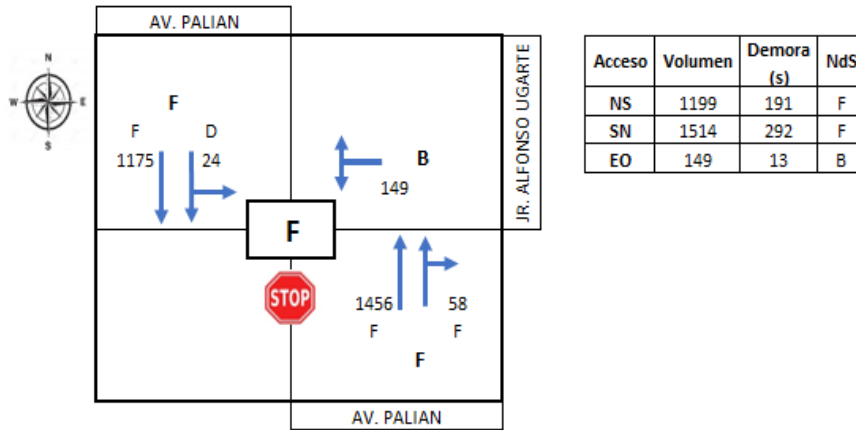 AV. PALIAN
N
W E
S
F
F D
1175 24
B
149
JR. ALFONSO UGARTE
F
STOP
1456 58
F F
F
AV. PALIAN
Acceso Volumen Demora (s) NdS
NS 1199 191 F
SN 1514 292 F
EO 149 13 B